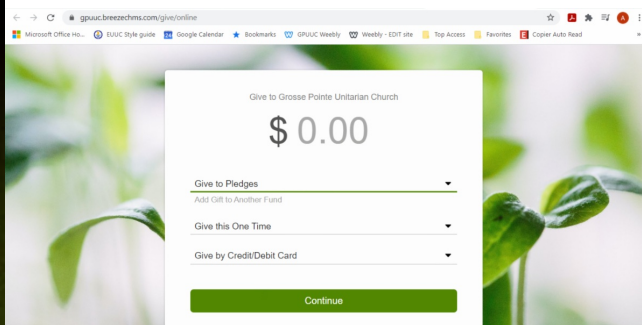 gpuuc.breezechms.com/give/online
A
Microsoft Office Ho... EUUC Style guide 24 Google Calendar Bookmarks GPUUC Weebly Weebly - EDIT site Top Access Favorites E Copier Auto Read »
Give to Grosse Pointe Unitarian Church
$ 0.00
Give to Pledges
Add Gift to Another Fund
Give this One Time
Give by Credit/Debit Card
Continue